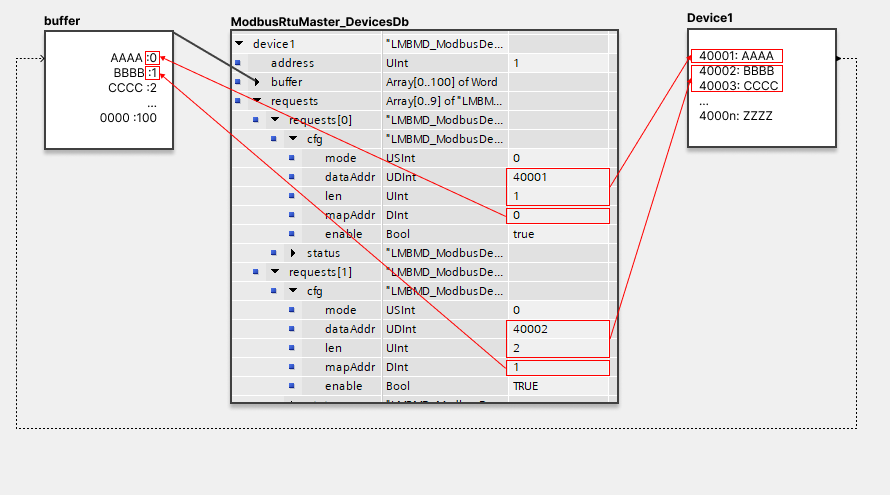 buffer
AAAA :0
BBBB :1
CCCC :2
...
0000 :100
ModbusRtuMaster_DevicesDb
device1 "LMBMD_ModbusDe...
address UInt 1
buffer Array[0..100] of Word
requests Array[0..9] of "LMBM...
requests[0] "LMBMD_ModbusDe...
cfg "LMBMD_ModbusDe...
mode USInt 0
dataAddr UDInt 40001
len UInt 1
mapAddr DInt 0
enable Bool true
status "LMBMD_ModbusDe...
requests[1] "LMBMD_ModbusDe...
cfg "LMBMD_ModbusDe...
mode USInt 0
dataAddr UDInt 40002
len UInt 2
mapAddr DInt 1
enable Bool TRUE
Device1
40001: AAAA
40002: BBBB
40003: CCCC
...
4000n: ZZZZ